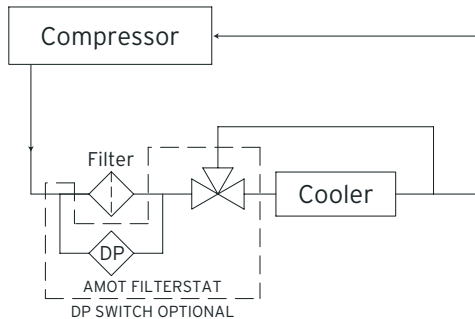 Compressor
Filter
Cooler
DP
AMOT FILTERSTAT
DP SWITCH OPTIONAL